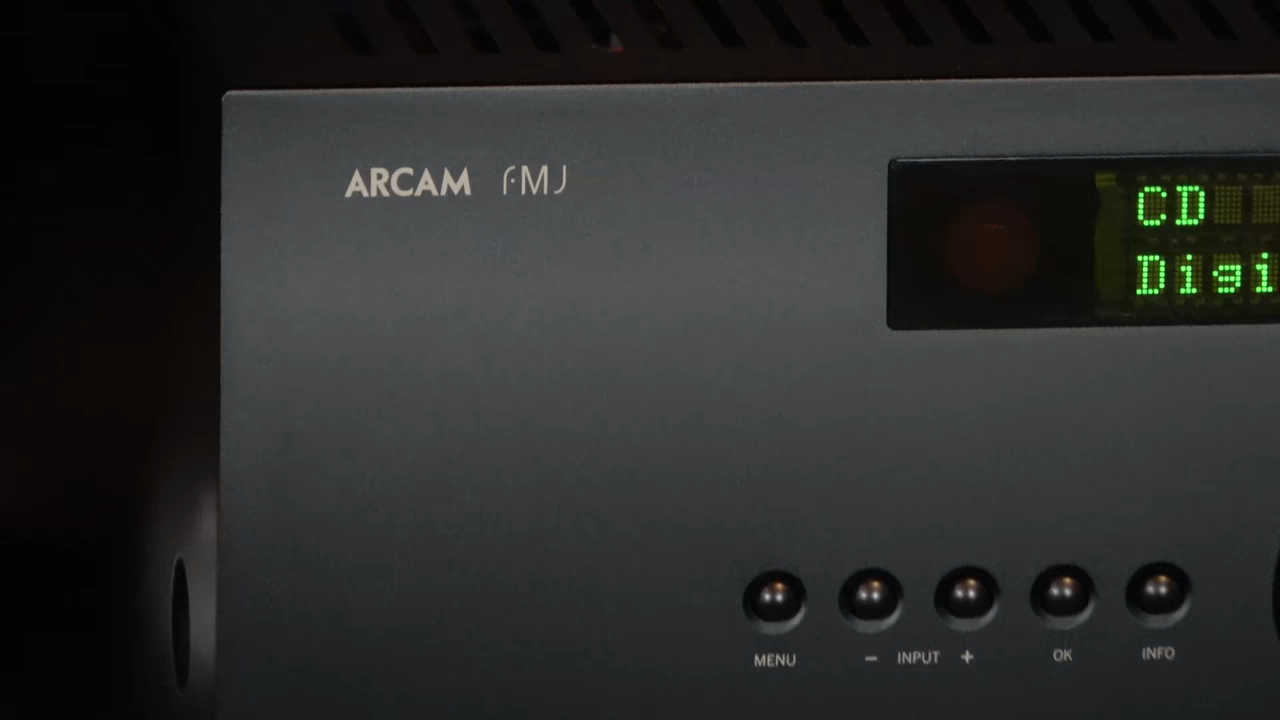 ARCAM FMJ
CD
Digi
MENU
− INPUT +
OK
INFO